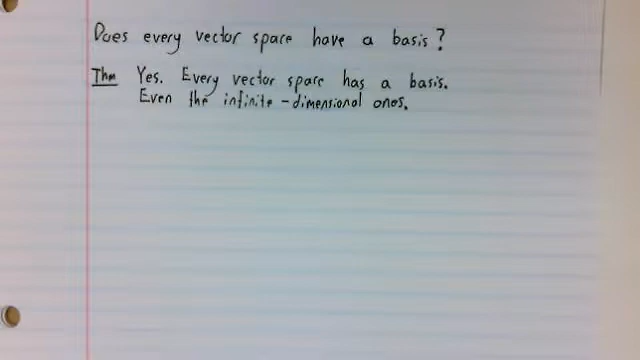 Does every vector space have a basis?
Thm Yes. Every vector space has a basis.
Even the infinite-dimensional ones.